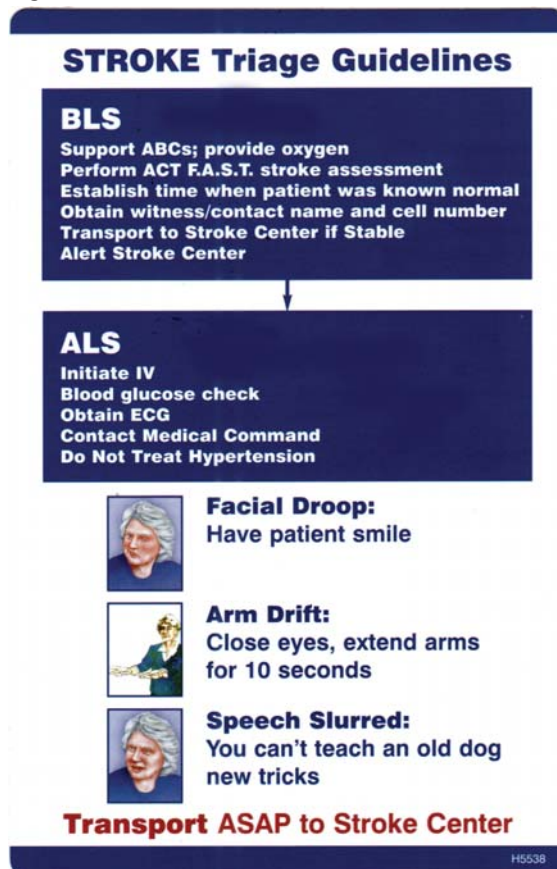 STROKE Triage Guidelines
BLS
Support ABCs; provide oxygen
Perform ACT F.A.S.T. stroke assessment
Establish time when patient was known normal
Obtain witness/contact name and cell number
Transport to Stroke Center if Stable
Alert Stroke Center
ALS
Initiate IV
Blood glucose check
Obtain ECG
Contact Medical Command
Do Not Treat Hypertension
Facial Droop:
Have patient smile
Arm Drift:
Close eyes, extend arms
for 10 seconds
Speech Slurred:
You can't teach an old dog
new tricks
Transport ASAP to Stroke Center
H5538